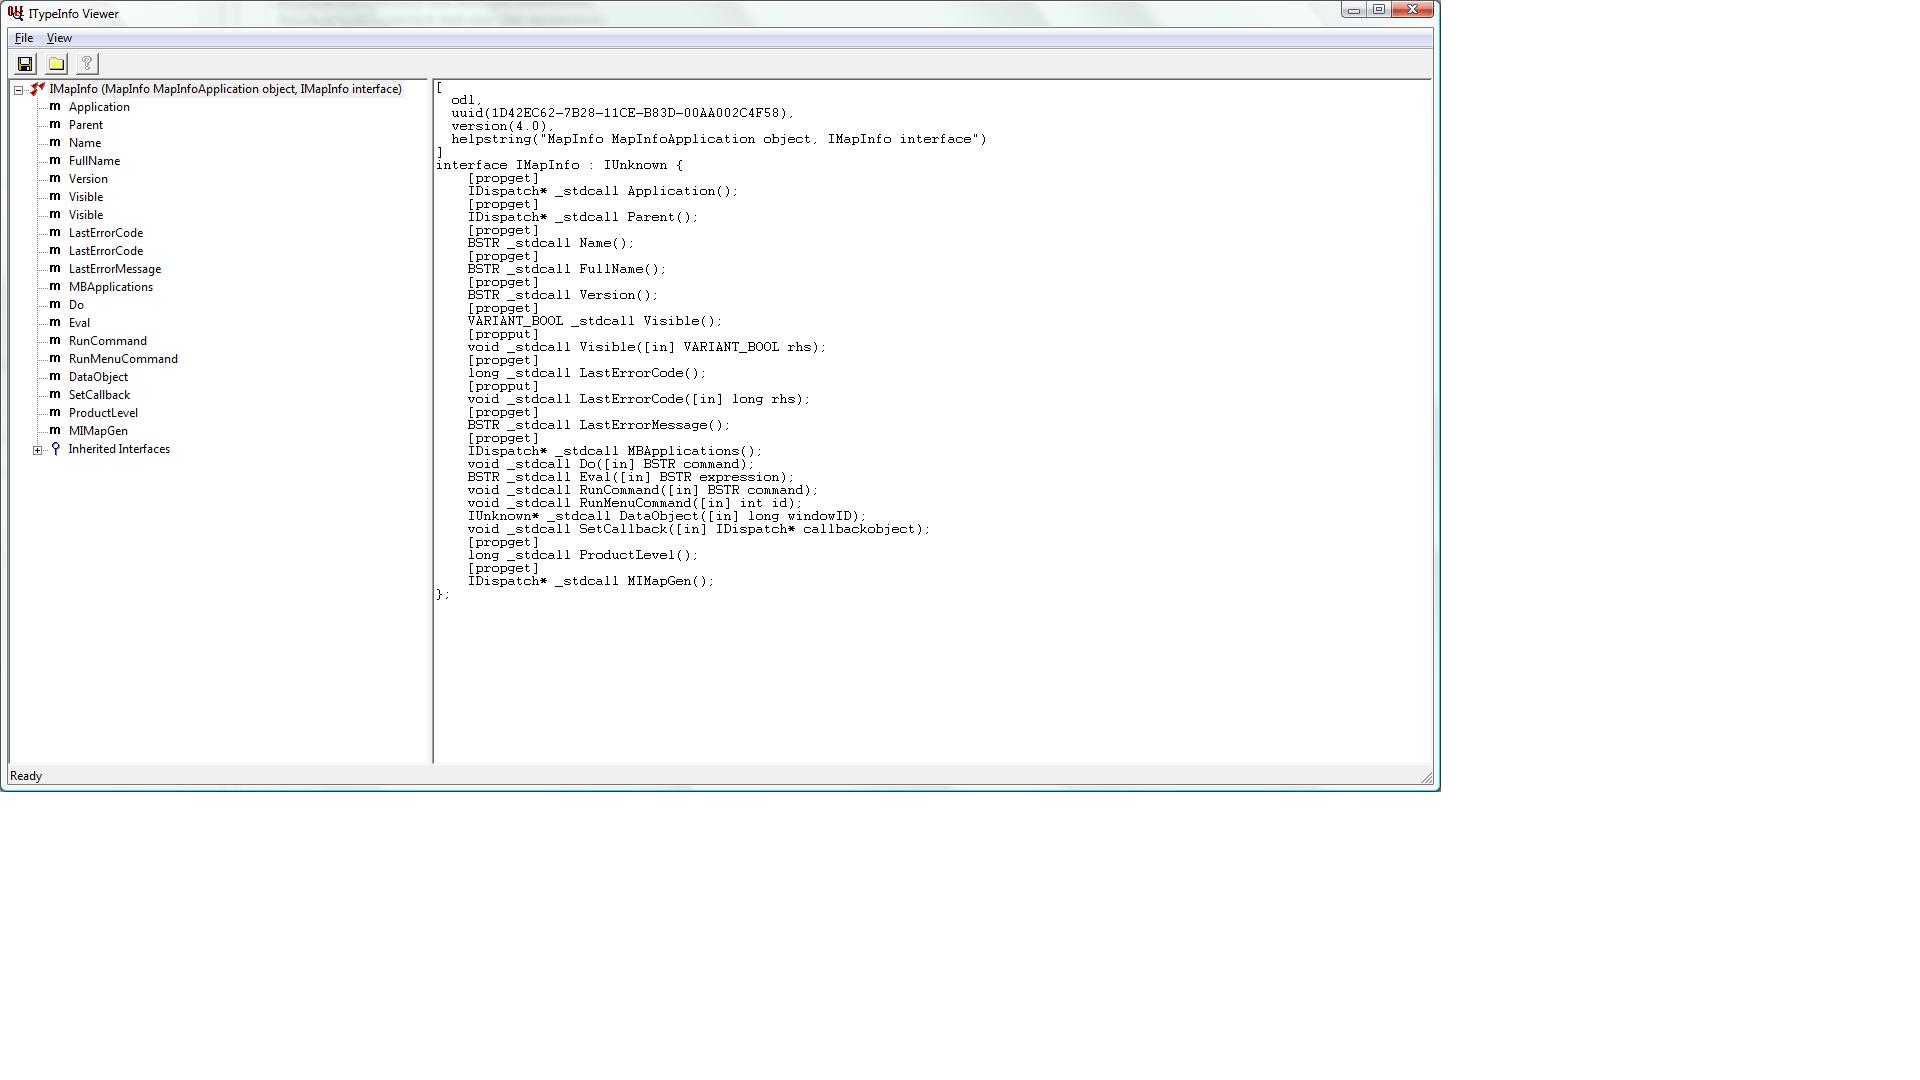 ITypeInfo Viewer
File View
IMapInfo (MapInfo MapInfoApplication object, IMapInfo interface)
m Application
m Parent
m Name
m FullName
m Version
m Visible
m Visible
m LastErrorCode
m LastErrorCode
m LastErrorMessage
m MBApplications
m Do
m Eval
m RunCommand
m RunMenuCommand
m DataObject
m SetCallback
m ProductLevel
m MIMapGen
Inherited Interfaces
[
odl,
uuid(1D42EC62-7B28-11CE-B83D-00AA002C4F58),
version(4.0),
helpstring("MapInfo MapInfoApplication object, IMapInfo interface")
]
interface IMapInfo : IUnknown {
[propget]
IDispatch* _stdcall Application();
[propget]
IDispatch* _stdcall Parent();
[propget]
BSTR _stdcall Name();
[propget]
BSTR _stdcall FullName();
[propget]
BSTR _stdcall Version();
[propget]
VARIANT_BOOL _stdcall Visible();
[propput]
void _stdcall Visible([in] VARIANT_BOOL rhs);
[propget]
long _stdcall LastErrorCode();
[propput]
void _stdcall LastErrorCode([in] long rhs);
[propget]
BSTR _stdcall LastErrorMessage();
[propget]
IDispatch* _stdcall MBApplications();
void _stdcall Do([in] BSTR command);
BSTR _stdcall Eval([in] BSTR expression);
void _stdcall RunCommand([in] BSTR command);
void _stdcall RunMenuCommand([in] int id);
IUnknown* _stdcall DataObject([in] long windowID);
void _stdcall SetCallback([in] IDispatch* callbackobject);
[propget]
long _stdcall ProductLevel();
[propget]
IDispatch* _stdcall MIMapGen();
};
Ready